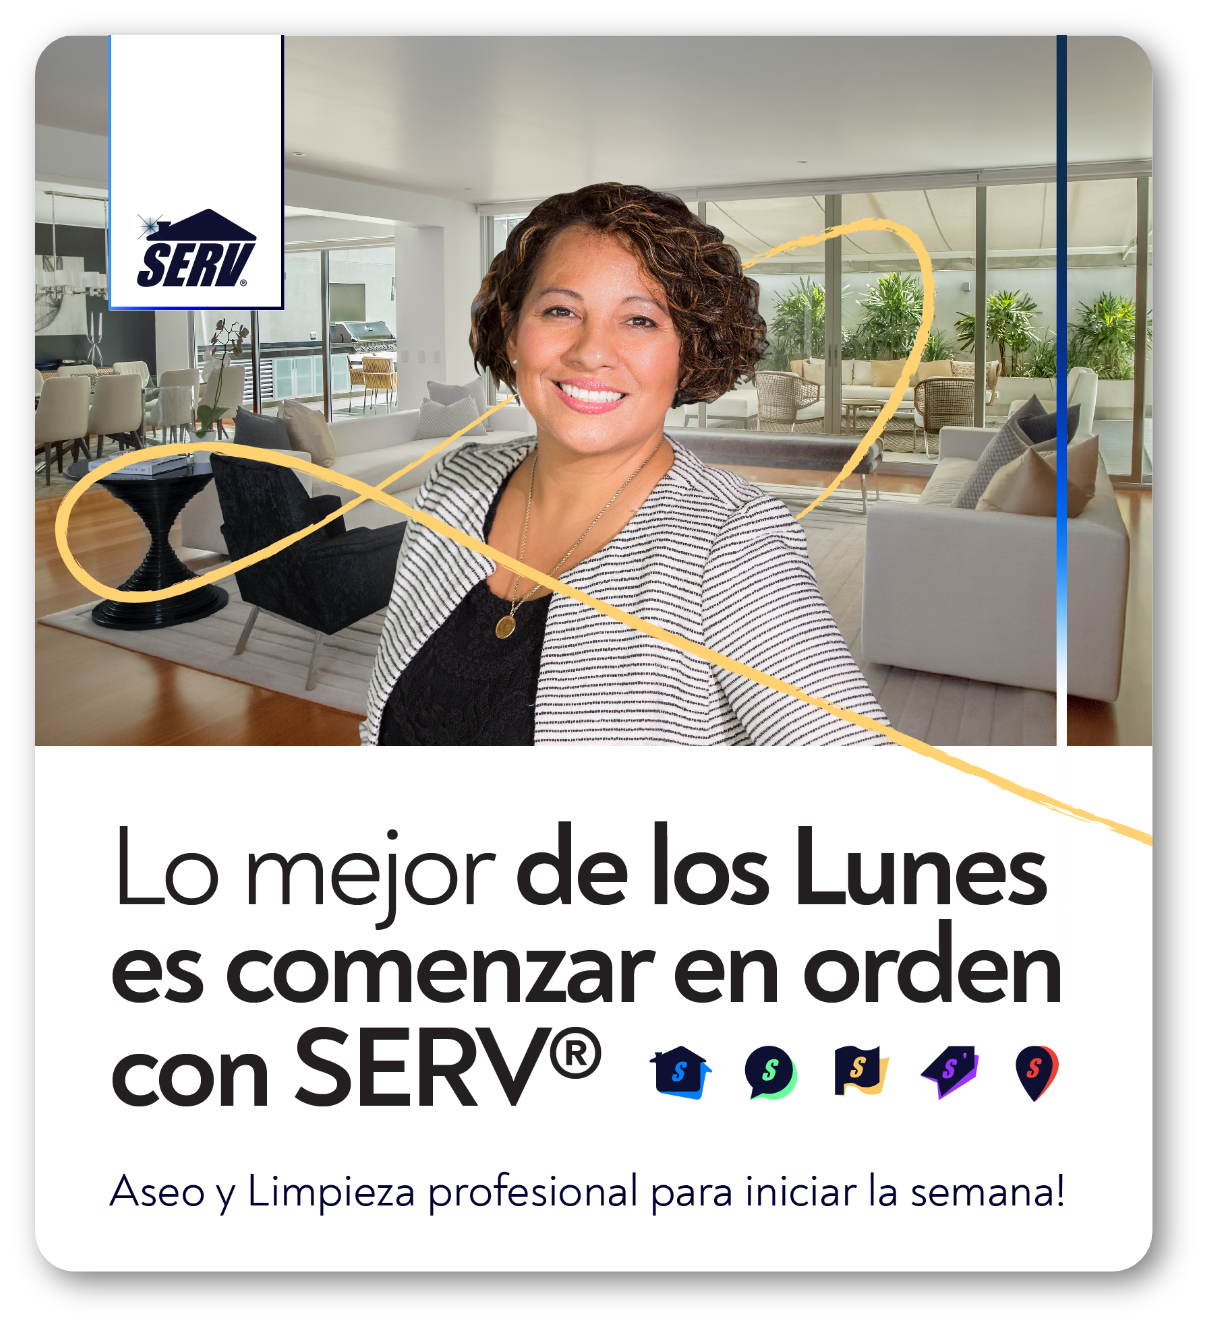 SERV®
Lo mejor de los Lunes
es comenzar en orden
con SERV®
S S S S' S
Aseo y Limpieza profesional para iniciar la semana!